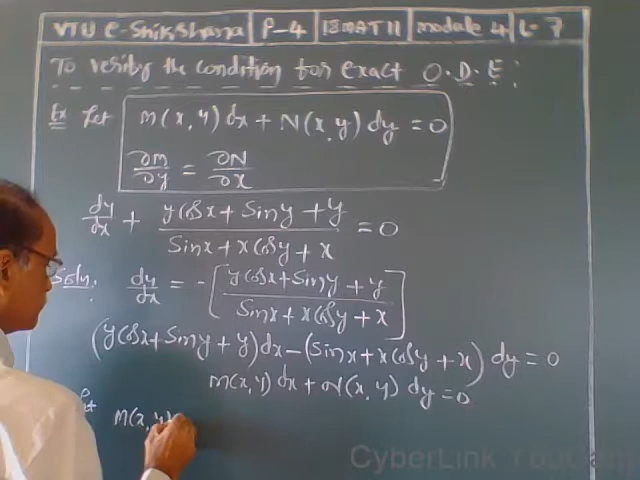 VTU e-Shikshana | P-4 | 18MAT11 | module 4 | L-7
To verify the condition for exact O.D.E:
Ex Let M(x,y)dx + N(x,y)dy = 0
∂M/∂y = ∂N/∂x
dy/dx + (y cosx + Siny + y)/(Sinx + x cosy + x) = 0
Soln: dy/dx = -[(y cosx + Siny + y)/(Sinx + x cosy + x)]
(y cosx + Siny + y)dx - (Sinx + x cosy + x) dy = 0
M(x,y)dx + N(x,y) dy = 0
M(x,y)
CyberLink